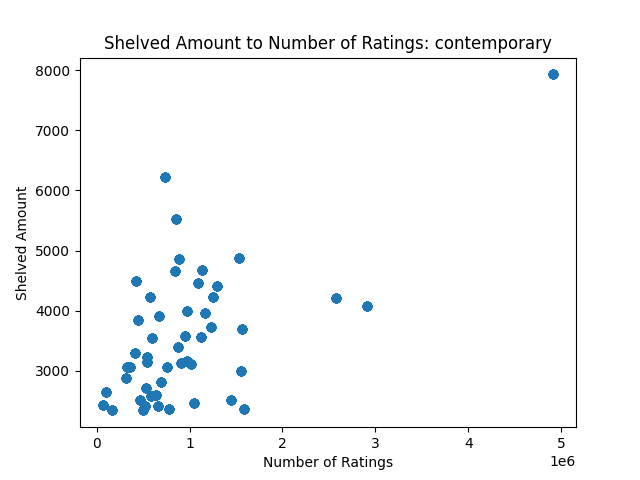 Shelved Amount to Number of Ratings: contemporary
8000
7000
6000
5000
4000
3000
Shelved Amount
0 1 2 3 4 5
1e6
Number of Ratings